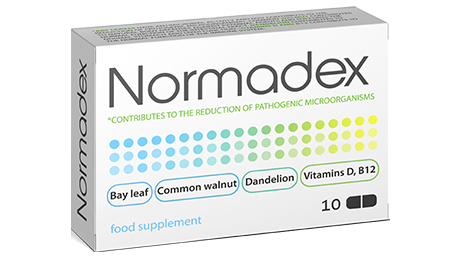 Normadex
*CONTRIBUTES TO THE REDUCTION OF PATHOGENIC MICROORGANISMS
Bay leaf
Common walnut
Dandelion
Vitamins D, B12
10
food supplement
Normadex